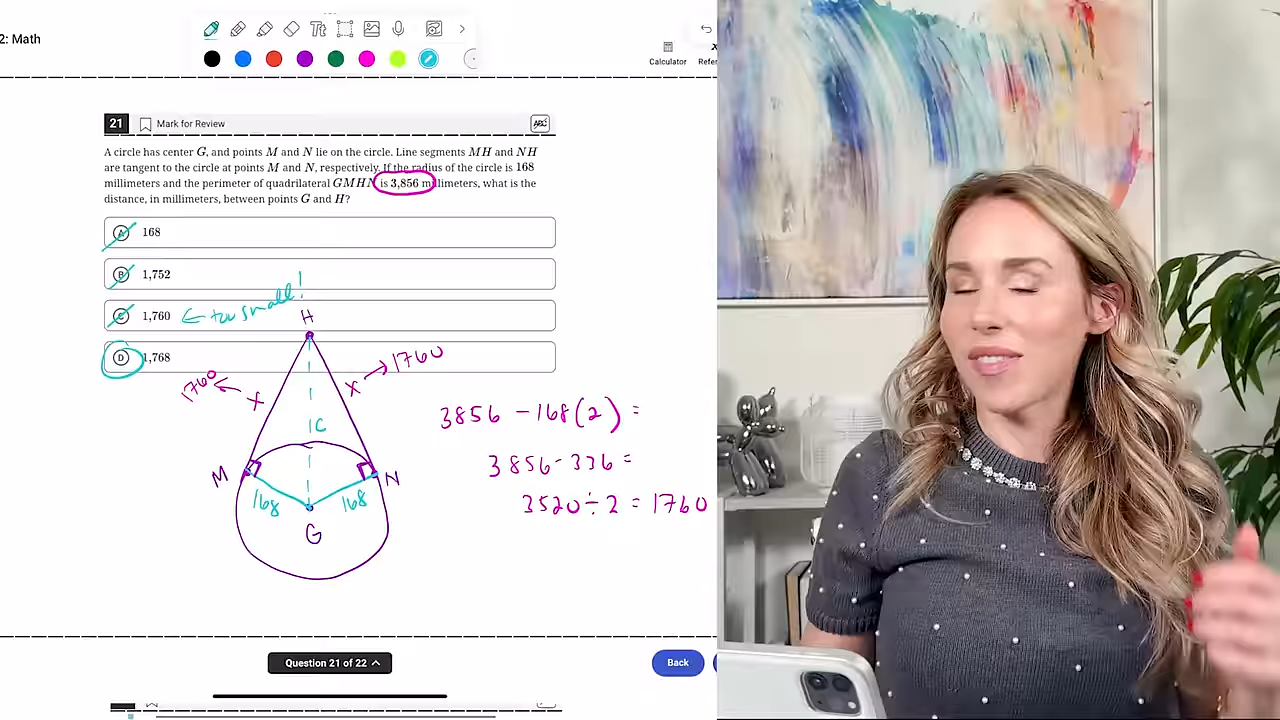 2: Math
Tt
Calculator
Refer
21
Mark for Review
ABC
A circle has center G, and points M and N lie on the circle. Line segments MH and NH
are tangent to the circle at points M and N, respectively. If the radius of the circle is 168
millimeters and the perimeter of quadrilateral GMHN is 3,856 millimeters, what is the
distance, in millimeters, between points G and H?
A 168
B 1,752
C 1,760 ← too small!
D 1,768
H
1760 ← x
x → 1760
C
M
N
168
168
G
3856 - 168(2) =
3856 - 336 =
3520 ÷ 2 = 1760
Question 21 of 22
Back